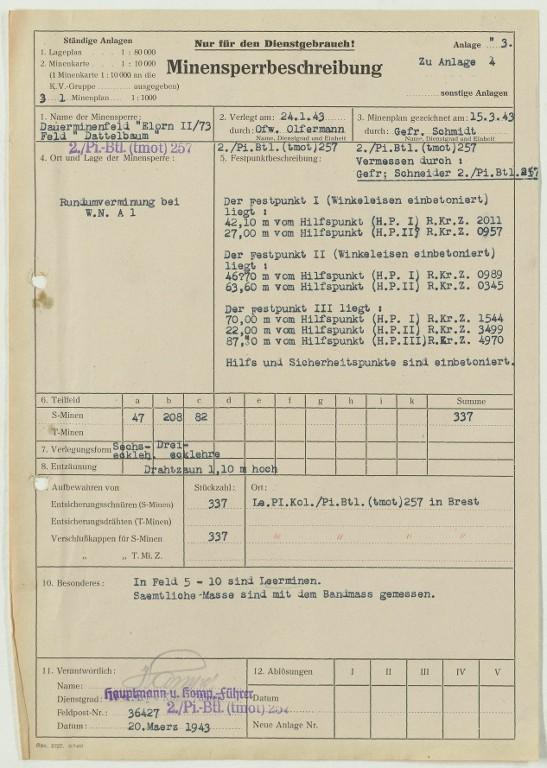 Ständige Anlagen
1. Lageplan . . . 1 : 80 000
2. Minenkarte . . 1 : 10 000
(1 Minenkarte 1 : 10 000 an die
K.V.-Gruppe ausgegeben)
3 1 Minenplan . . 1 : 1000
Nur für den Dienstgebrauch!
Minensperrbeschreibung
Anlage " 3.
Zu Anlage 4
sonstige Anlagen
1. Name der Minensperre:
Dauerminenfeld "Elorn II/73
Feld " Dattelbaum "
2./Pi.-Btl. (tmot) 257
2. Verlegt am: 24.1.43
durch: Ofw. Olfermann
Name, Dienstgrad und Einheit
2./Pi.Btl.(tmot)257
3. Minenplan gezeichnet am: 15.3.43
durch: Gefr. Schmidt
Name, Dienstgrad und Einheit
2./Pi.Btl.(tmot)257
Vermessen durch :
Gefr; Schneider 2./Pi.Btl.257
4. Ort und Lage der Minensperre:
Rundumverminung bei
W.N. A 1
5. Festpunktbeschreibung:
Der Festpunkt I (Winkeleisen einbetoniert)
liegt :
42,10 m vom Hilfspunkt (H.P. I) R.Kr.Z. 2011
27,00 m vom Hilfspunkt (H.P.II) R.Kr.Z. 0957
Der Festpunkt II (Winkeleisen einbetoniert)
liegt :
46?70 m vom Hilfspunkt (H.P. I) R.Kr.Z. 0989
63,60 m vom Hilfspunkt (H.P.II) R.Kr.Z. 0345
Der Festpunkt III liegt :
70,00 m vom Hilfspunkt (H.P. I) R.Kr.Z. 1544
22,00 m vom Hilfspunkt (H.P.II) R.Kr.Z. 3499
m vom Hilfspunkt (H.P.III)R.Kr.Z. 4970
Hilfs und Sicherheitspunkte sind einbetoniert.
6. Teilfeld a b c d e f g h i k Summe
S-Minen 47 208 82 337
T-Minen
7. Verlegungsform Sechs- Drei-
eckleh. ecklehre
8. Entzäunung Drahtzaun 1,10 m hoch
Aufbewahren von Stückzahl: Ort:
Entsicherungsschnüren (S-Minen) 337 Le.PI.Kol./Pi.Btl.(tmot)257 in Brest
Entsicherungsdrähten (T-Minen)
Verschlußkappen für S-Minen 337 " " " "
" " T. Mi. Z.
10. Besonderes: In Feld 5 - 10 sind Leerminen.
Saemtliche-Masse sind mit dem Bandmass gemessen.
11. Verantwortlich:
Name:
Dienstgrad: Hauptmann u. Komp.-Führer
2./Pi.-Btl. (tmot) 257
Feldpost-Nr.: 36427
Datum: 20.Maerz 1943
12. Ablösungen I II III IV V
Datum
Neue Anlage Nr.